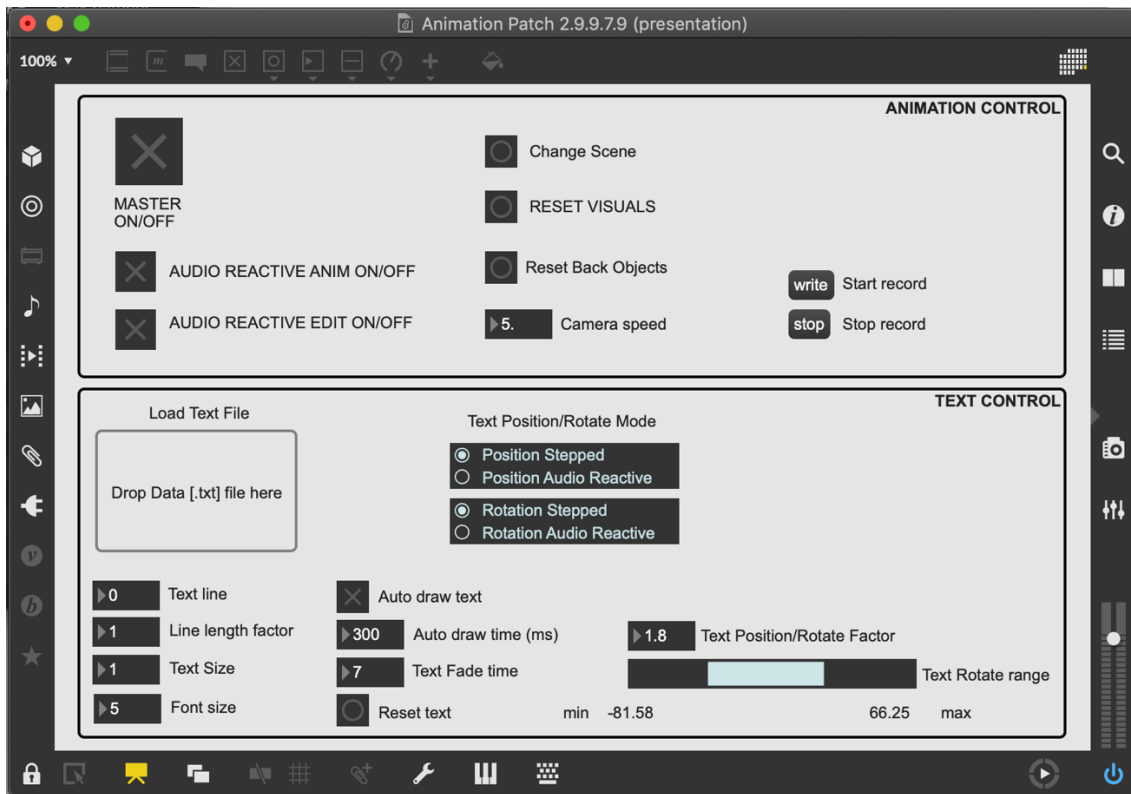 Animation Patch 2.9.9.7.9 (presentation)
100%
ANIMATION CONTROL
MASTER
ON/OFF
Change Scene
RESET VISUALS
AUDIO REACTIVE ANIM ON/OFF
Reset Back Objects
write Start record
AUDIO REACTIVE EDIT ON/OFF
5. Camera speed
stop Stop record
TEXT CONTROL
Load Text File
Drop Data [.txt] file here
Text Position/Rotate Mode
Position Stepped
Position Audio Reactive
Rotation Stepped
Rotation Audio Reactive
0 Text line
Auto draw text
1 Line length factor
300 Auto draw time (ms)
1.8 Text Position/Rotate Factor
1 Text Size
7 Text Fade time
Text Rotate range
5 Font size
Reset text
min -81.58
66.25 max